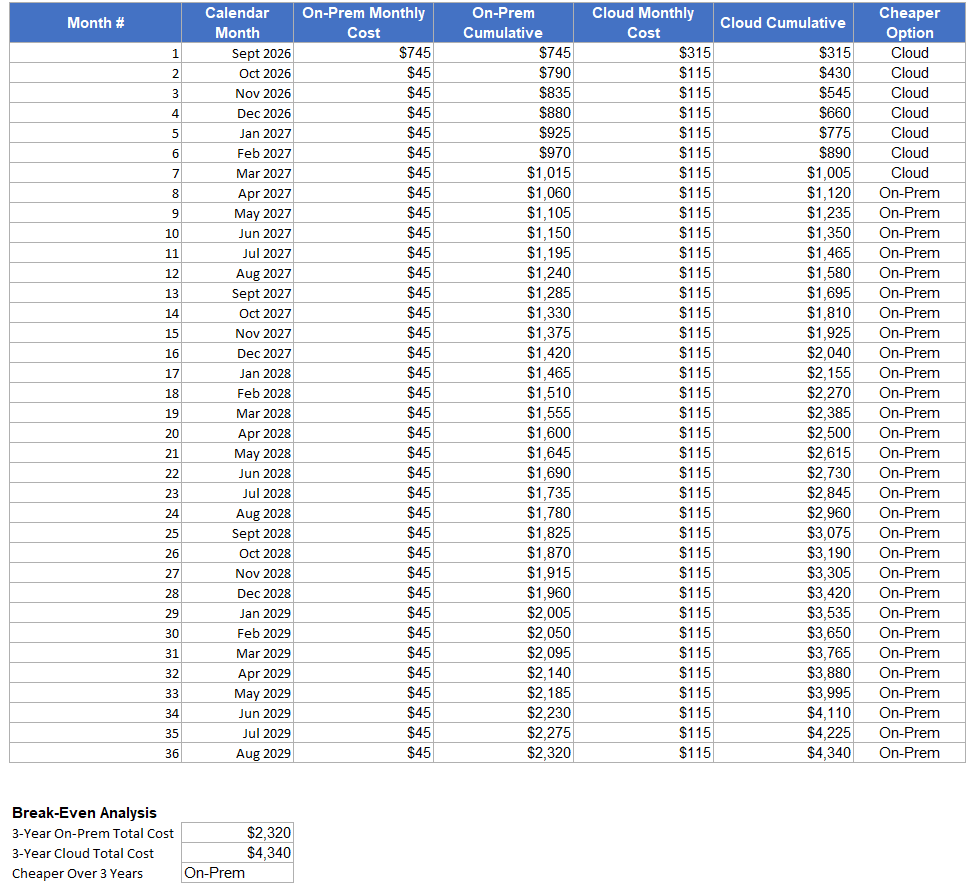 Month # Calendar Month On-Prem Monthly Cost On-Prem Cumulative Cloud Monthly Cost Cloud Cumulative Cheaper Option
1 Sept 2026 $745 $745 $315 $315 Cloud
2 Oct 2026 $45 $790 $115 $430 Cloud
3 Nov 2026 $45 $835 $115 $545 Cloud
4 Dec 2026 $45 $880 $115 $660 Cloud
5 Jan 2027 $45 $925 $115 $775 Cloud
6 Feb 2027 $45 $970 $115 $890 Cloud
7 Mar 2027 $45 $1,015 $115 $1,005 Cloud
8 Apr 2027 $45 $1,060 $115 $1,120 On-Prem
9 May 2027 $45 $1,105 $115 $1,235 On-Prem
10 Jun 2027 $45 $1,150 $115 $1,350 On-Prem
11 Jul 2027 $45 $1,195 $115 $1,465 On-Prem
12 Aug 2027 $45 $1,240 $115 $1,580 On-Prem
13 Sept 2027 $45 $1,285 $115 $1,695 On-Prem
14 Oct 2027 $45 $1,330 $115 $1,810 On-Prem
15 Nov 2027 $45 $1,375 $115 $1,925 On-Prem
16 Dec 2027 $45 $1,420 $115 $2,040 On-Prem
17 Jan 2028 $45 $1,465 $115 $2,155 On-Prem
18 Feb 2028 $45 $1,510 $115 $2,270 On-Prem
19 Mar 2028 $45 $1,555 $115 $2,385 On-Prem
20 Apr 2028 $45 $1,600 $115 $2,500 On-Prem
21 May 2028 $45 $1,645 $115 $2,615 On-Prem
22 Jun 2028 $45 $1,690 $115 $2,730 On-Prem
23 Jul 2028 $45 $1,735 $115 $2,845 On-Prem
24 Aug 2028 $45 $1,780 $115 $2,960 On-Prem
25 Sept 2028 $45 $1,825 $115 $3,075 On-Prem
26 Oct 2028 $45 $1,870 $115 $3,190 On-Prem
27 Nov 2028 $45 $1,915 $115 $3,305 On-Prem
28 Dec 2028 $45 $1,960 $115 $3,420 On-Prem
29 Jan 2029 $45 $2,005 $115 $3,535 On-Prem
30 Feb 2029 $45 $2,050 $115 $3,650 On-Prem
31 Mar 2029 $45 $2,095 $115 $3,765 On-Prem
32 Apr 2029 $45 $2,140 $115 $3,880 On-Prem
33 May 2029 $45 $2,185 $115 $3,995 On-Prem
34 Jun 2029 $45 $2,230 $115 $4,110 On-Prem
35 Jul 2029 $45 $2,275 $115 $4,225 On-Prem
36 Aug 2029 $45 $2,320 $115 $4,340 On-Prem
Break-Even Analysis
3-Year On-Prem Total Cost $2,320
3-Year Cloud Total Cost $4,340
Cheaper Over 3 Years On-Prem